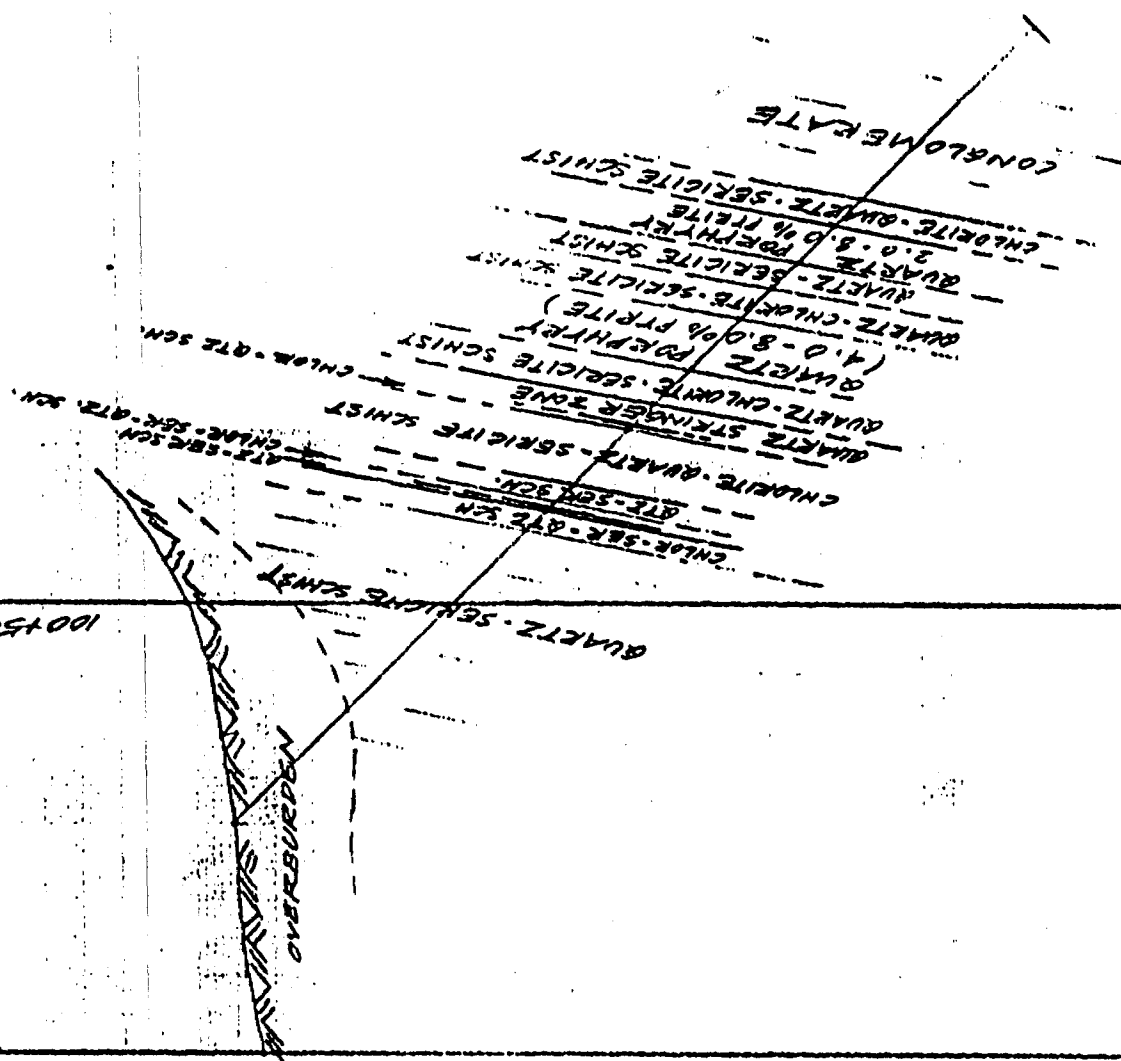 CONGLOMERATE
CHLORITE-QUARTZ-SERICITE SCHIST
2.0 - 8.0% PYRITE
QUARTZ PORPHYRY
QUARTZ - SERICITE SCHIST
QUARTZ-CHLORITE-SERICITE SCHIST
(4.0 - 8.0% PYRITE)
QUARTZ PORPHYRY
QUARTZ-CHLORITE-SERICITE SCHIST
QUARTZ STRINGER ZONE
CHLOR-QTZ SCH.
CHLORITE-QUARTZ-SERICITE SCHIST
QTZ-SER SCH.
CHLOR-SER-QTZ. SCH.
QTZ-SER SCH
CHLOR-SER-QTZ SCH
QUARTZ-SERICITE SCHIST
100+5
OVERBURDEN